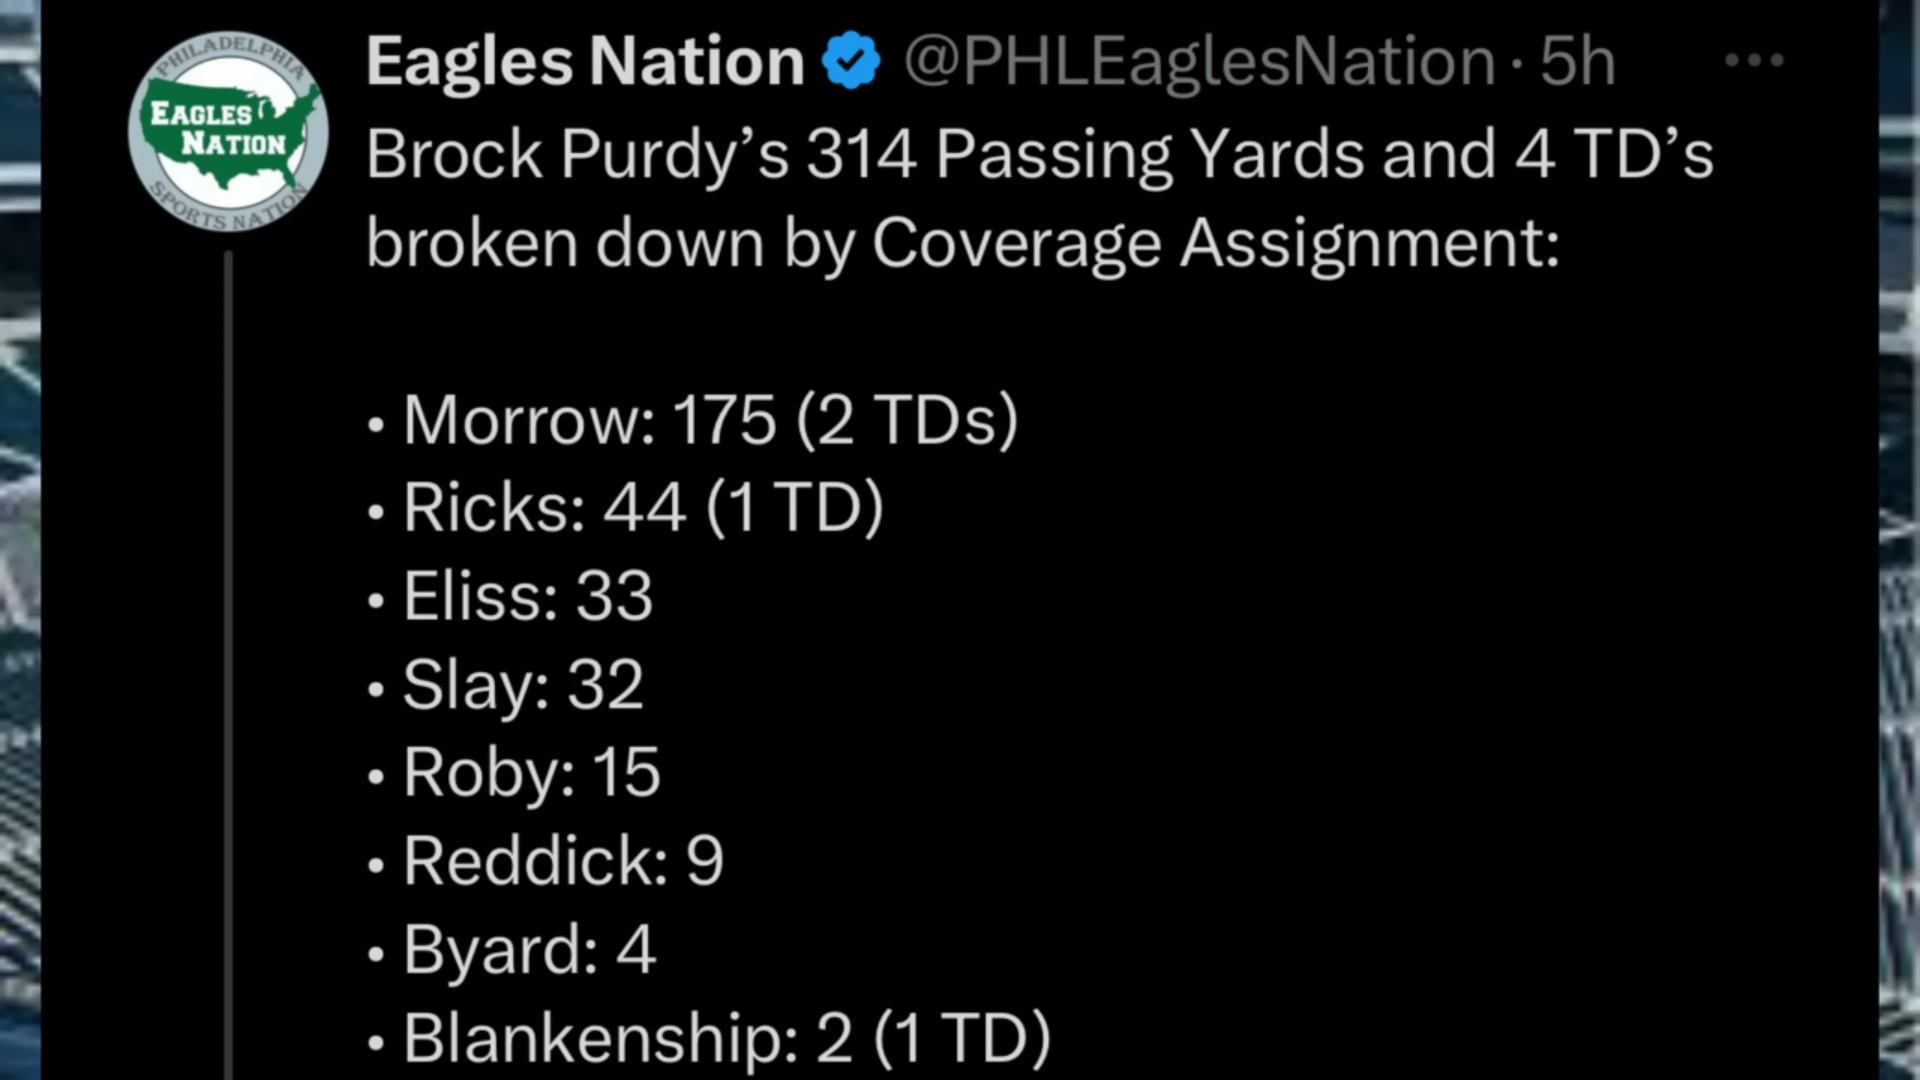 PHILADELPHIA
EAGLES
NATION
SPORTS NATION
Eagles Nation @PHLEaglesNation · 5h
Brock Purdy’s 314 Passing Yards and 4 TD’s
broken down by Coverage Assignment:
• Morrow: 175 (2 TDs)
• Ricks: 44 (1 TD)
• Eliss: 33
• Slay: 32
• Roby: 15
• Reddick: 9
• Byard: 4
• Blankenship: 2 (1 TD)